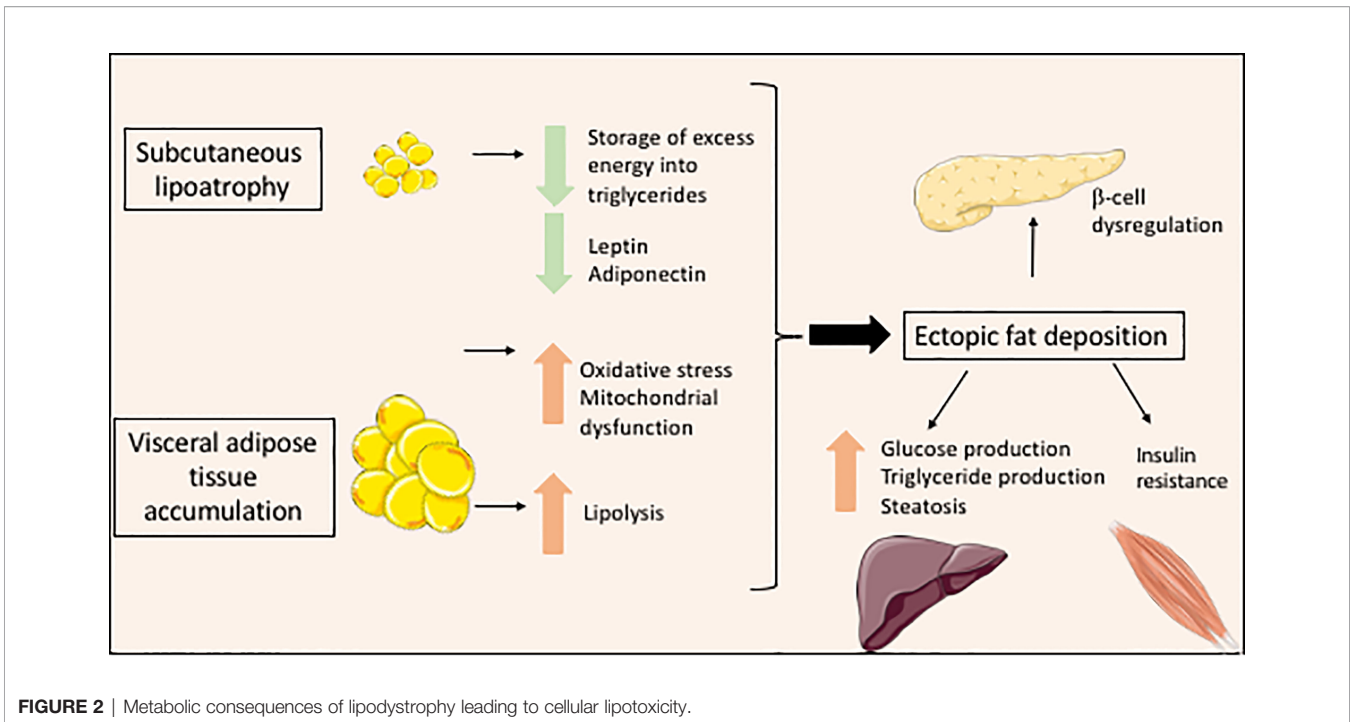 Subcutaneous
lipoatrophy
Storage of excess
energy into
triglycerides
Leptin
Adiponectin
Visceral adipose
tissue
accumulation
Oxidative stress
Mitochondrial
dysfunction
Lipolysis
β-cell
dysregulation
Ectopic fat deposition
Glucose production
Triglyceride production
Steatosis
Insulin
resistance
FIGURE 2 | Metabolic consequences of lipodystrophy leading to cellular lipotoxicity.